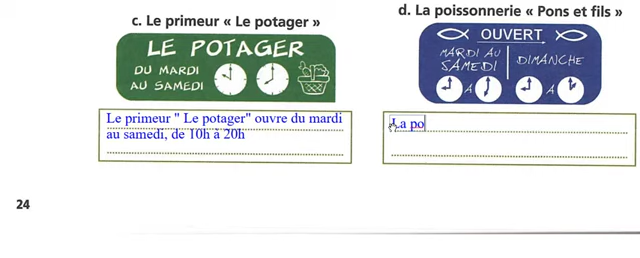 c. Le primeur « Le potager »
LE POTAGER
DU MARDI
AU SAMEDI
Le primeur " Le potager" ouvre du mardi
au samedi, de 10h à 20h
d. La poissonnerie « Pons et fils »
OUVERT
MARDI AU
SAMEDI
DIMANCHE
À
À
La po
24